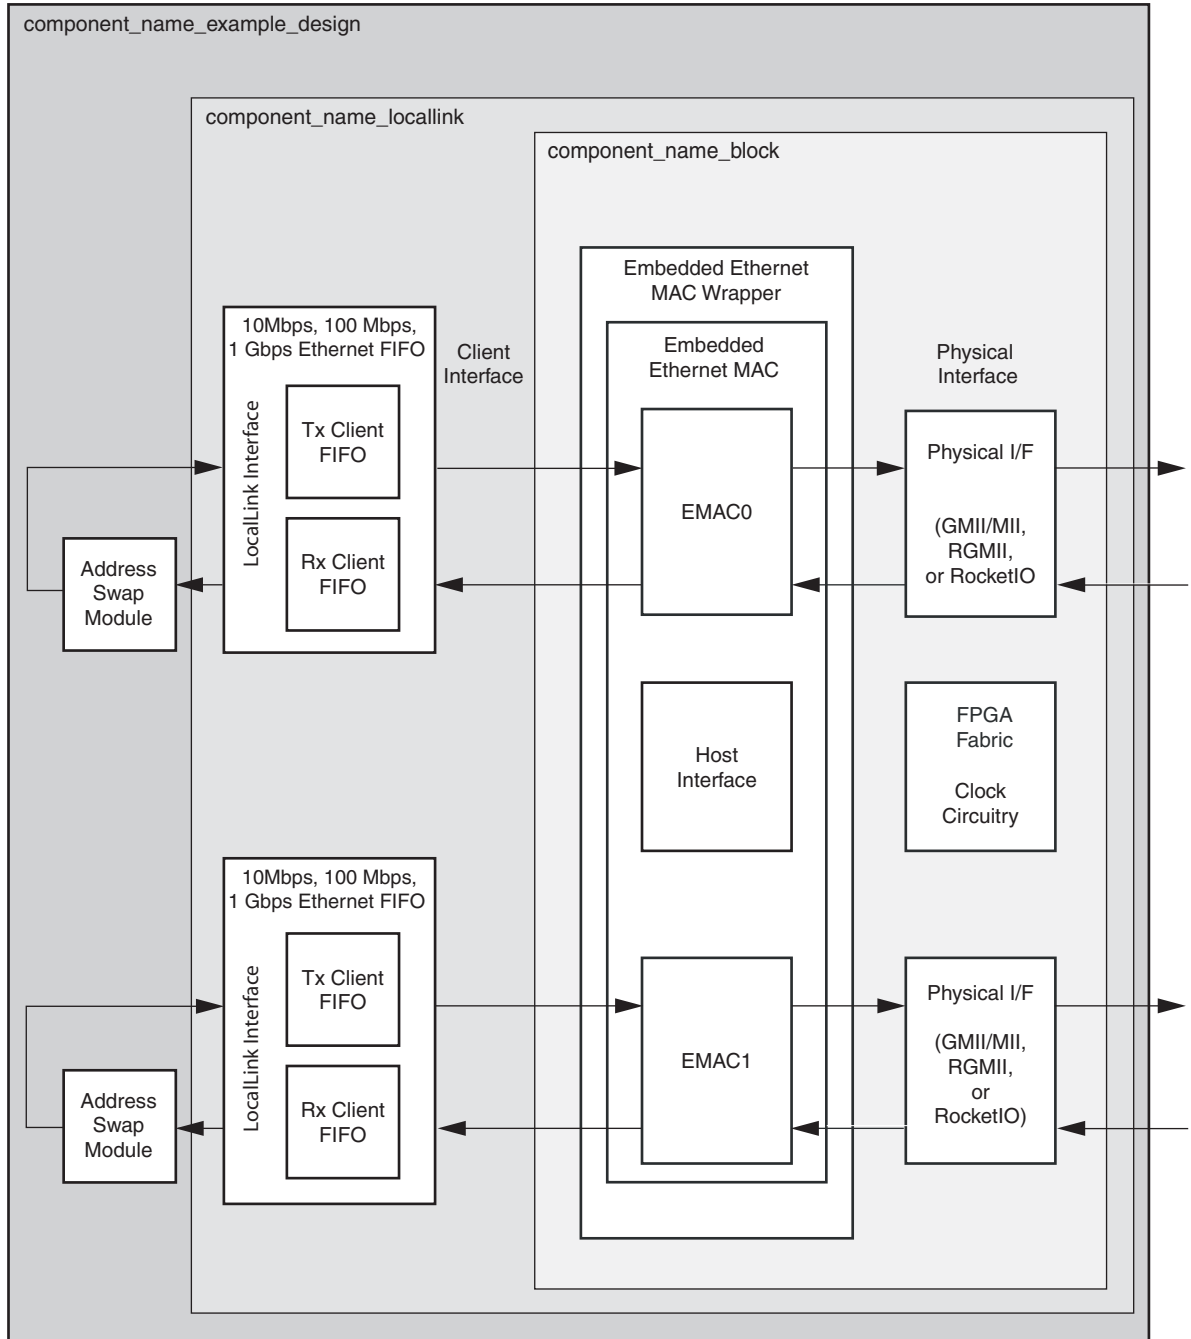 component_name_example_design
component_name_locallink
component_name_block
Embedded Ethernet
MAC Wrapper
10Mbps, 100 Mbps,
1 Gbps Ethernet FIFO
Client
Interface
Embedded
Ethernet MAC
Physical
Interface
LocalLink Interface
Tx Client
FIFO
Rx Client
FIFO
EMAC0
Physical I/F
(GMII/MII,
RGMII,
or RocketIO
Address
Swap
Module
Host
Interface
FPGA
Fabric
Clock
Circuitry
10Mbps, 100 Mbps,
1 Gbps Ethernet FIFO
LocalLink Interface
Tx Client
FIFO
Rx Client
FIFO
EMAC1
Physical I/F
(GMII/MII,
RGMII,
or
RocketIO)
Address
Swap
Module